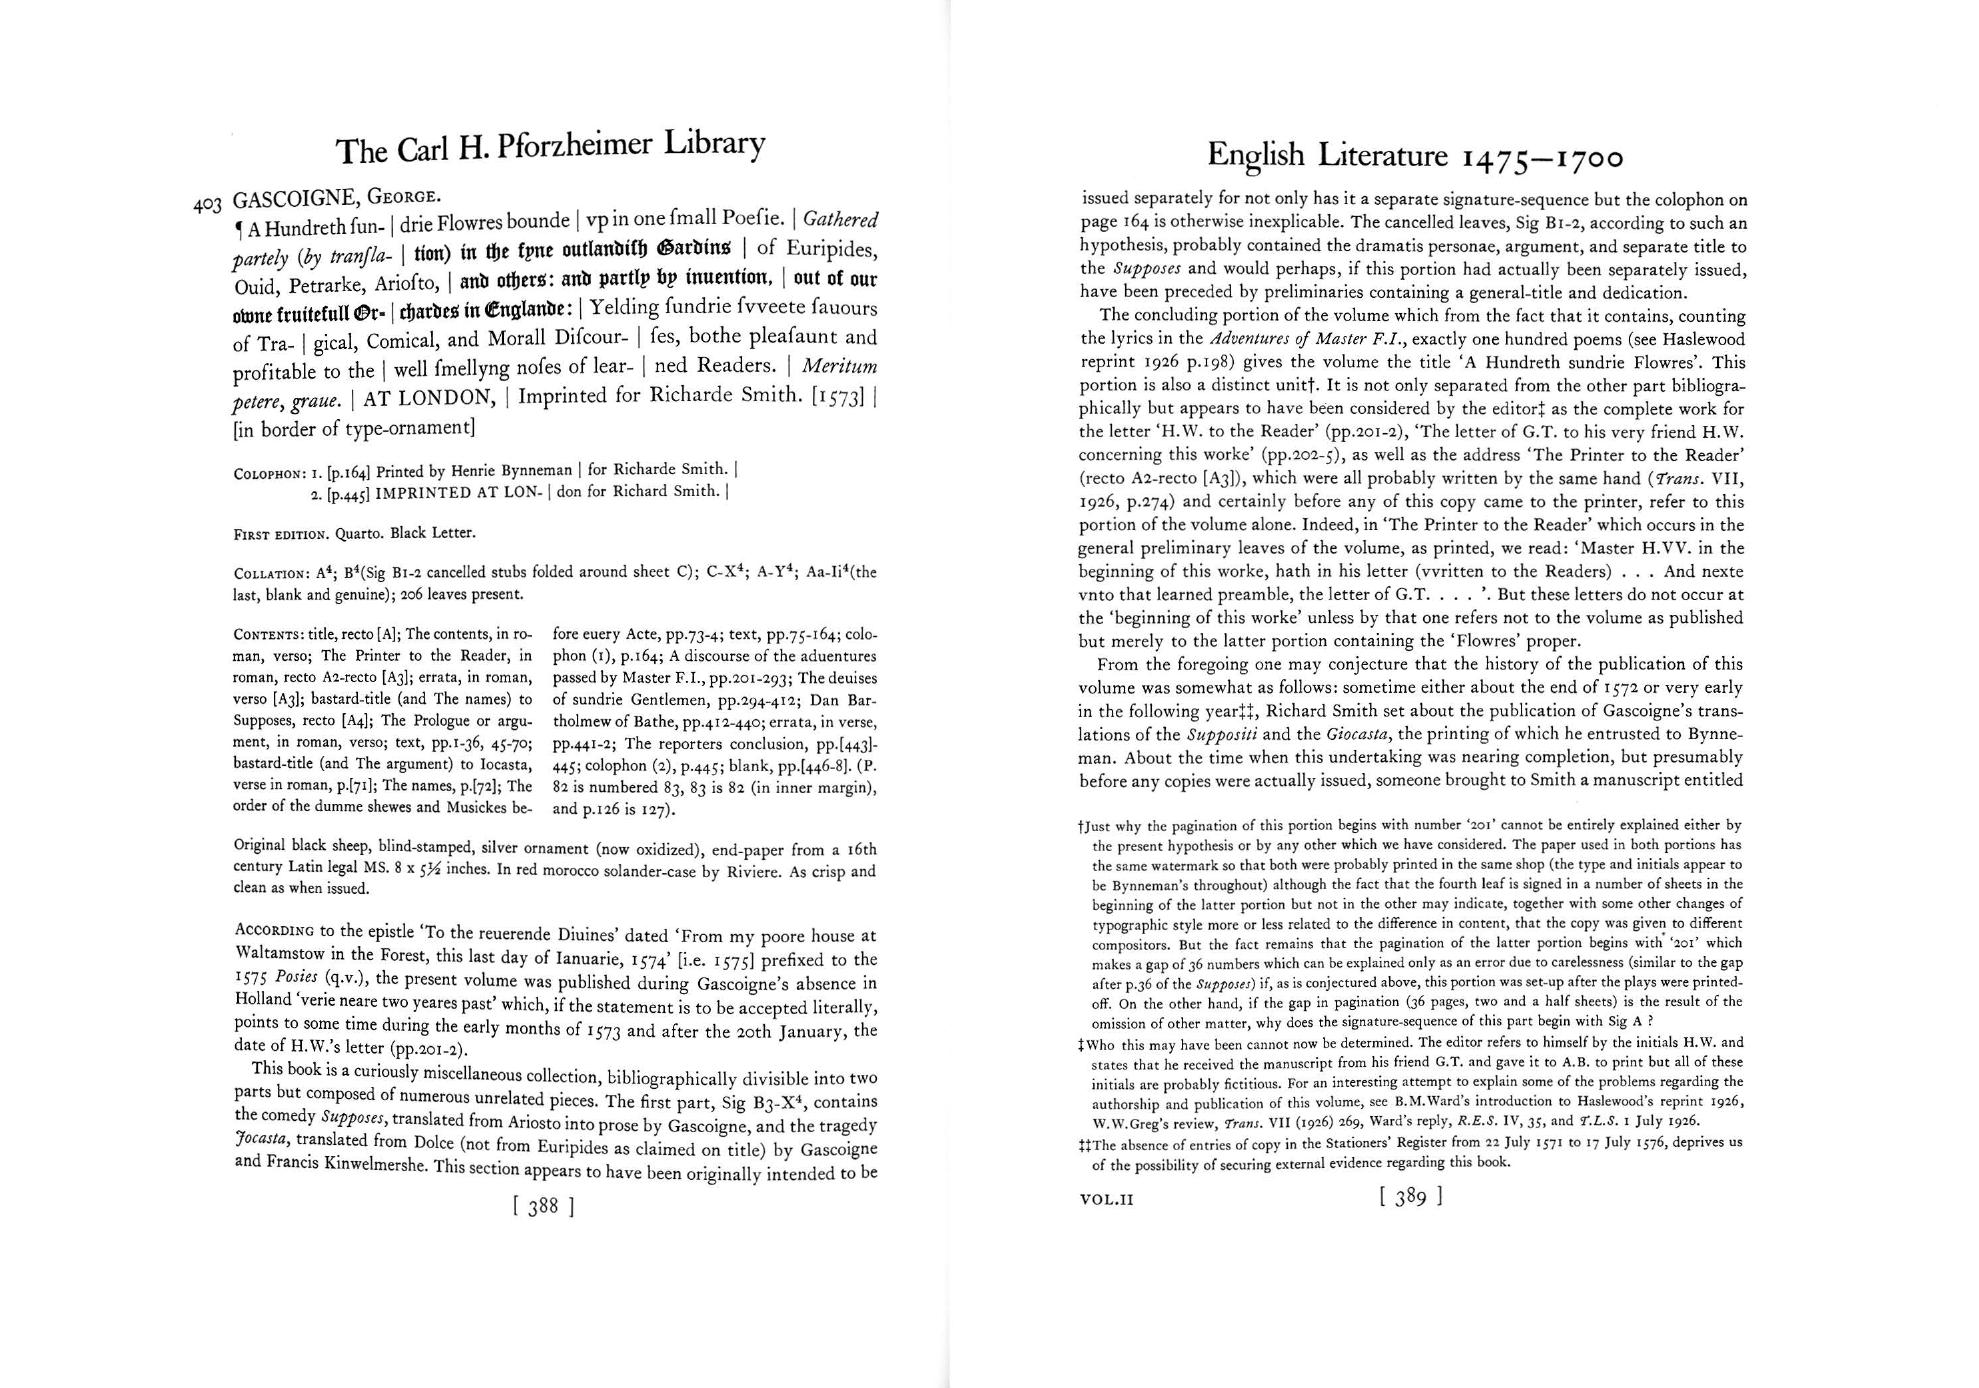 The Carl H. Pforzheimer Library
403 GASCOIGNE, GEORGE.
¶ A Hundreth ſun- | drie Flowres bounde | vp in one ſmall Poeſie. | Gathered
partely (by tranſla- | tion) in the fyne outlandiſh Gardins | of Euripides,
Ouid, Petrarke, Arioſto, | and others: and partly by inuention, | out of our
owne fruitefull Or- | chardes in Englande: | Yelding ſundrie ſvveete ſauours
of Tra- | gical, Comical, and Morall Diſcour- | ſes, bothe pleaſaunt and
profitable to the | well ſmellyng noſes of lear- | ned Readers. | Meritum
petere, graue. | AT LONDON, | Imprinted for Richarde Smith. [1573] |
[in border of type-ornament]
COLOPHON: 1. [p.164] Printed by Henrie Bynneman | for Richarde Smith. |
2. [p.445] IMPRINTED AT LON- | don for Richard Smith. |
FIRST EDITION. Quarto. Black Letter.
COLLATION: A⁴; B⁴(Sig B1-2 cancelled stubs folded around sheet C); C-X⁴; A-Y⁴; Aa-Ii⁴(the
last, blank and genuine); 206 leaves present.
CONTENTS: title, recto [A]; The contents, in ro-
man, verso; The Printer to the Reader, in
roman, recto A2-recto [A3]; errata, in roman,
verso [A3]; bastard-title (and The names) to
Supposes, recto [A4]; The Prologue or argu-
ment, in roman, verso; text, pp.1-36, 45-70;
bastard-title (and The argument) to Iocasta,
verse in roman, p.[71]; The names, p.[72]; The
order of the dumme shewes and Musickes be-
fore euery Acte, pp.73-4; text, pp.75-164; colo-
phon (1), p.164; A discourse of the aduentures
passed by Master F.I., pp.201-293; The deuises
of sundrie Gentlemen, pp.294-412; Dan Bar-
tholmew of Bathe, pp.412-440; errata, in verse,
pp.441-2; The reporters conclusion, pp.[443]-
445; colophon (2), p.445; blank, pp.[446-8]. (P.
82 is numbered 83, 83 is 82 (in inner margin),
and p.126 is 127).
Original black sheep, blind-stamped, silver ornament (now oxidized), end-paper from a 16th
century Latin legal MS. 8 x 5½ inches. In red morocco solander-case by Riviere. As crisp and
clean as when issued.
ACCORDING to the epistle ‘To the reuerende Diuines’ dated ‘From my poore house at
Waltamstow in the Forest, this last day of Ianuarie, 1574’ [i.e. 1575] prefixed to the
1575 Posies (q.v.), the present volume was published during Gascoigne’s absence in
Holland ‘verie neare two yeares past’ which, if the statement is to be accepted literally,
points to some time during the early months of 1573 and after the 20th January, the
date of H.W.’s letter (pp.201-2).
This book is a curiously miscellaneous collection, bibliographically divisible into two
parts but composed of numerous unrelated pieces. The first part, Sig B3-X⁴, contains
the comedy Supposes, translated from Ariosto into prose by Gascoigne, and the tragedy
Jocasta, translated from Dolce (not from Euripides as claimed on title) by Gascoigne
and Francis Kinwelmershe. This section appears to have been originally intended to be
[ 388 ]
English Literature 1475–1700
issued separately for not only has it a separate signature-sequence but the colophon on
page 164 is otherwise inexplicable. The cancelled leaves, Sig B1-2, according to such an
hypothesis, probably contained the dramatis personae, argument, and separate title to
the Supposes and would perhaps, if this portion had actually been separately issued,
have been preceded by preliminaries containing a general-title and dedication.
The concluding portion of the volume which from the fact that it contains, counting
the lyrics in the Adventures of Master F.I., exactly one hundred poems (see Haslewood
reprint 1926 p.198) gives the volume the title ‘A Hundreth sundrie Flowres’. This
portion is also a distinct unit†. It is not only separated from the other part bibliogra-
phically but appears to have been considered by the editor‡ as the complete work for
the letter ‘H.W. to the Reader’ (pp.201-2), ‘The letter of G.T. to his very friend H.W.
concerning this worke’ (pp.202-5), as well as the address ‘The Printer to the Reader’
(recto A2-recto [A3]), which were all probably written by the same hand (Trans. VII,
1926, p.274) and certainly before any of this copy came to the printer, refer to this
portion of the volume alone. Indeed, in ‘The Printer to the Reader’ which occurs in the
general preliminary leaves of the volume, as printed, we read: ‘Master H.VV. in the
beginning of this worke, hath in his letter (vvritten to the Readers) . . . And nexte
vnto that learned preamble, the letter of G.T. . . . ’. But these letters do not occur at
the ‘beginning of this worke’ unless by that one refers not to the volume as published
but merely to the latter portion containing the ‘Flowres’ proper.
From the foregoing one may conjecture that the history of the publication of this
volume was somewhat as follows: sometime either about the end of 1572 or very early
in the following year‡‡, Richard Smith set about the publication of Gascoigne’s trans-
lations of the Suppositi and the Giocasta, the printing of which he entrusted to Bynne-
man. About the time when this undertaking was nearing completion, but presumably
before any copies were actually issued, someone brought to Smith a manuscript entitled
†Just why the pagination of this portion begins with number ‘201’ cannot be entirely explained either by
the present hypothesis or by any other which we have considered. The paper used in both portions has
the same watermark so that both were probably printed in the same shop (the type and initials appear to
be Bynneman’s throughout) although the fact that the fourth leaf is signed in a number of sheets in the
beginning of the latter portion but not in the other may indicate, together with some other changes of
typographic style more or less related to the difference in content, that the copy was given to different
compositors. But the fact remains that the pagination of the latter portion begins with ‘201’ which
makes a gap of 36 numbers which can be explained only as an error due to carelessness (similar to the gap
after p.36 of the Supposes) if, as is conjectured above, this portion was set-up after the plays were printed-
off. On the other hand, if the gap in pagination (36 pages, two and a half sheets) is the result of the
omission of other matter, why does the signature-sequence of this part begin with Sig A ?
‡Who this may have been cannot now be determined. The editor refers to himself by the initials H.W. and
states that he received the manuscript from his friend G.T. and gave it to A.B. to print but all of these
initials are probably fictitious. For an interesting attempt to explain some of the problems regarding the
authorship and publication of this volume, see B.M.Ward’s introduction to Haslewood’s reprint 1926,
W.W.Greg’s review, Trans. VII (1926) 269, Ward’s reply, R.E.S. IV, 35, and T.L.S. 1 July 1926.
‡‡The absence of entries of copy in the Stationers’ Register from 22 July 1571 to 17 July 1576, deprives us
of the possibility of securing external evidence regarding this book.
VOL.II
[ 389 ]